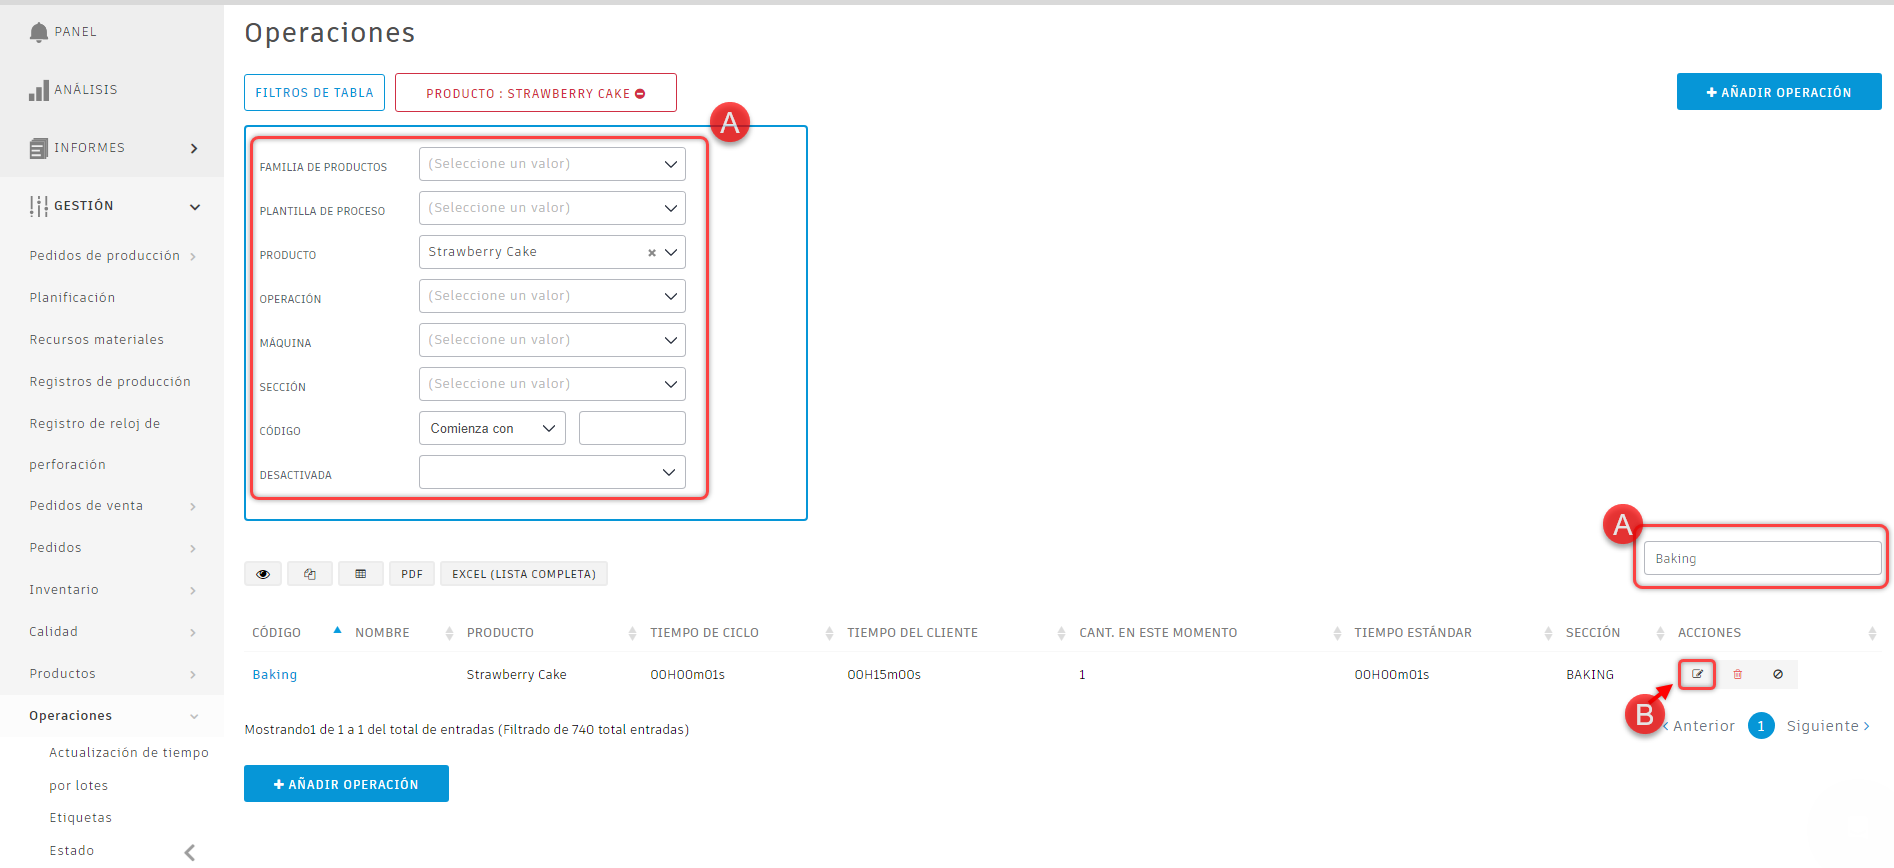 PANEL
ANÁLISIS
INFORMES
GESTIÓN
Pedidos de producción
Planificación
Recursos materiales
Registros de producción
Registro de reloj de
perforación
Pedidos de venta
Pedidos
Inventario
Calidad
Productos
Operaciones
Actualización de tiempo
por lotes
Etiquetas
Estado
Operaciones
FILTROS DE TABLA
PRODUCTO : STRAWBERRY CAKE
+ AÑADIR OPERACIÓN
A
FAMILIA DE PRODUCTOS (Seleccione un valor)
PLANTILLA DE PROCESO (Seleccione un valor)
PRODUCTO Strawberry Cake
OPERACIÓN (Seleccione un valor)
MÁQUINA (Seleccione un valor)
SECCIÓN (Seleccione un valor)
CÓDIGO Comienza con
DESACTIVADA
A
Baking
PDF
EXCEL (LISTA COMPLETA)
CÓDIGO NOMBRE PRODUCTO TIEMPO DE CICLO TIEMPO DEL CLIENTE CANT. EN ESTE MOMENTO TIEMPO ESTÁNDAR SECCIÓN ACCIONES
Baking Strawberry Cake 00H00m01s 00H15m00s 1 00H00m01s BAKING
B
Mostrando1 de 1 a 1 del total de entradas (Filtrado de 740 total entradas)
‹ Anterior 1 Siguiente ›
+ AÑADIR OPERACIÓN